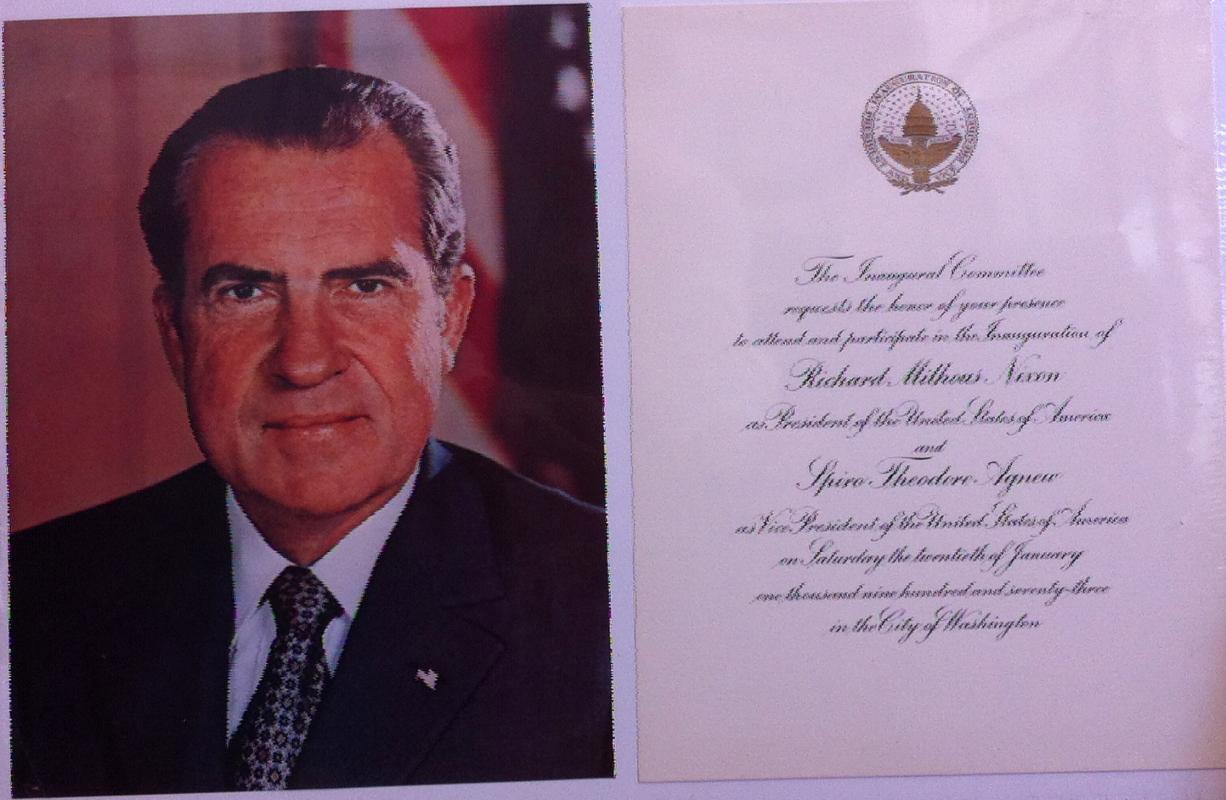 INAUGURATION OF
The Inaugural Committee
requests the honor of your presence
to attend and participate in the Inauguration of
Richard Milhous Nixon
as President of the United States of America
and
Spiro Theodore Agnew
as Vice President of the United States of America
on Saturday the twentieth of January
one thousand nine hundred and seventy-three
in the City of Washington